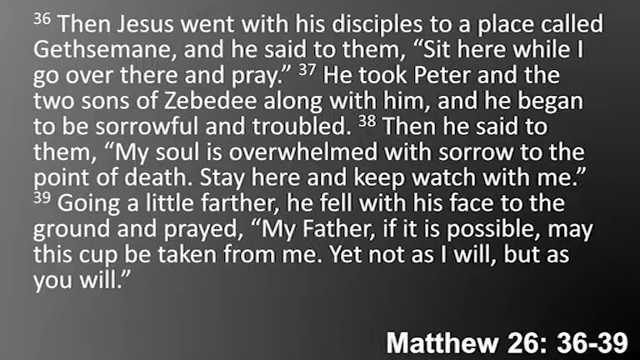 36 Then Jesus went with his disciples to a place called
Gethsemane, and he said to them, “Sit here while I
go over there and pray.” 37 He took Peter and the
two sons of Zebedee along with him, and he began
to be sorrowful and troubled. 38 Then he said to
them, “My soul is overwhelmed with sorrow to the
point of death. Stay here and keep watch with me.”
39 Going a little farther, he fell with his face to the
ground and prayed, “My Father, if it is possible, may
this cup be taken from me. Yet not as I will, but as
you will.”
Matthew 26: 36-39